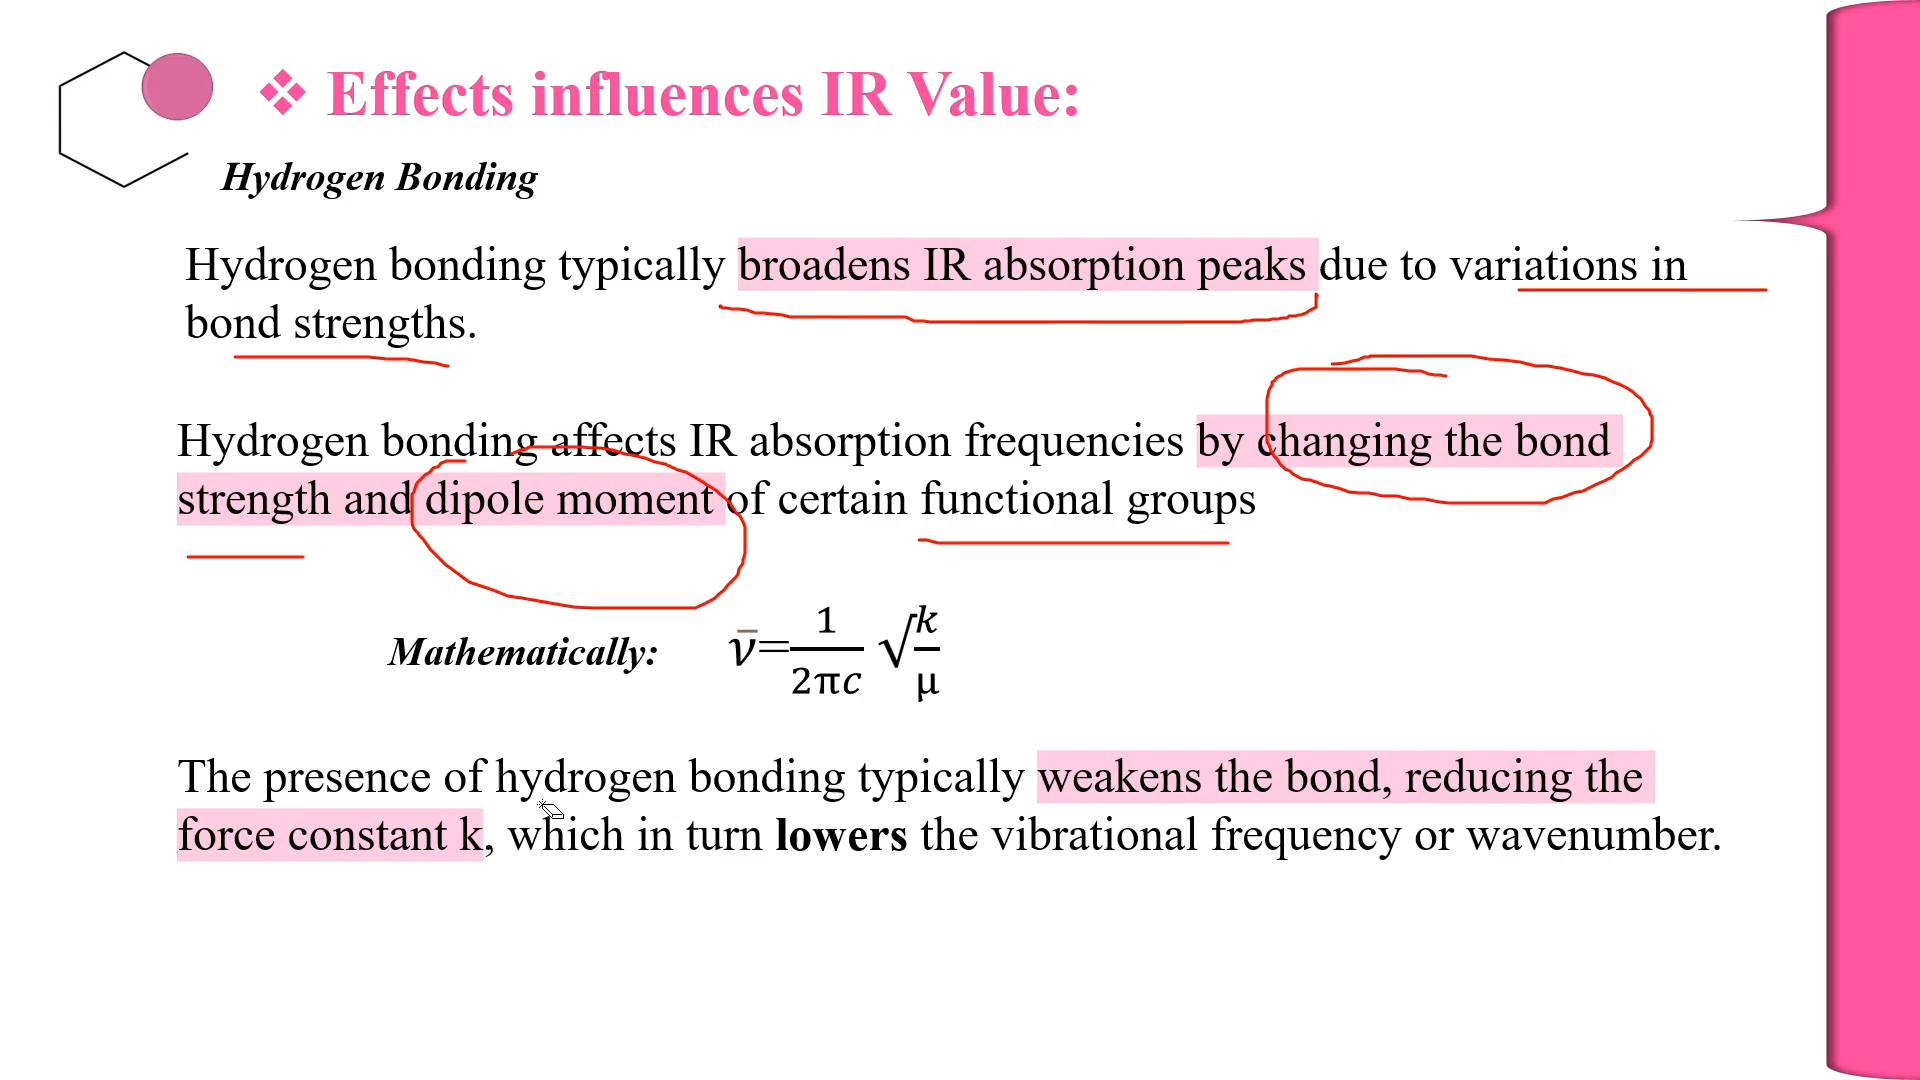 ❖ Effects influences IR Value:
Hydrogen Bonding
Hydrogen bonding typically broadens IR absorption peaks due to variations in
bond strengths.
Hydrogen bonding affects IR absorption frequencies by changing the bond
strength and dipole moment of certain functional groups
Mathematically: ν̅=1/2πc √k/μ
The presence of hydrogen bonding typically weakens the bond, reducing the
force constant k, which in turn lowers the vibrational frequency or wavenumber.